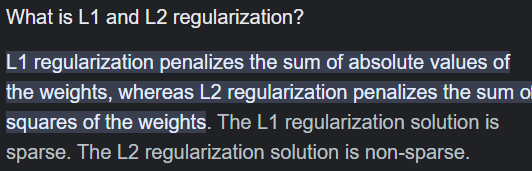 What is L1 and L2 regularization?
L1 regularization penalizes the sum of absolute values of
the weights, whereas L2 regularization penalizes the sum o
squares of the weights. The L1 regularization solution is
sparse. The L2 regularization solution is non-sparse.